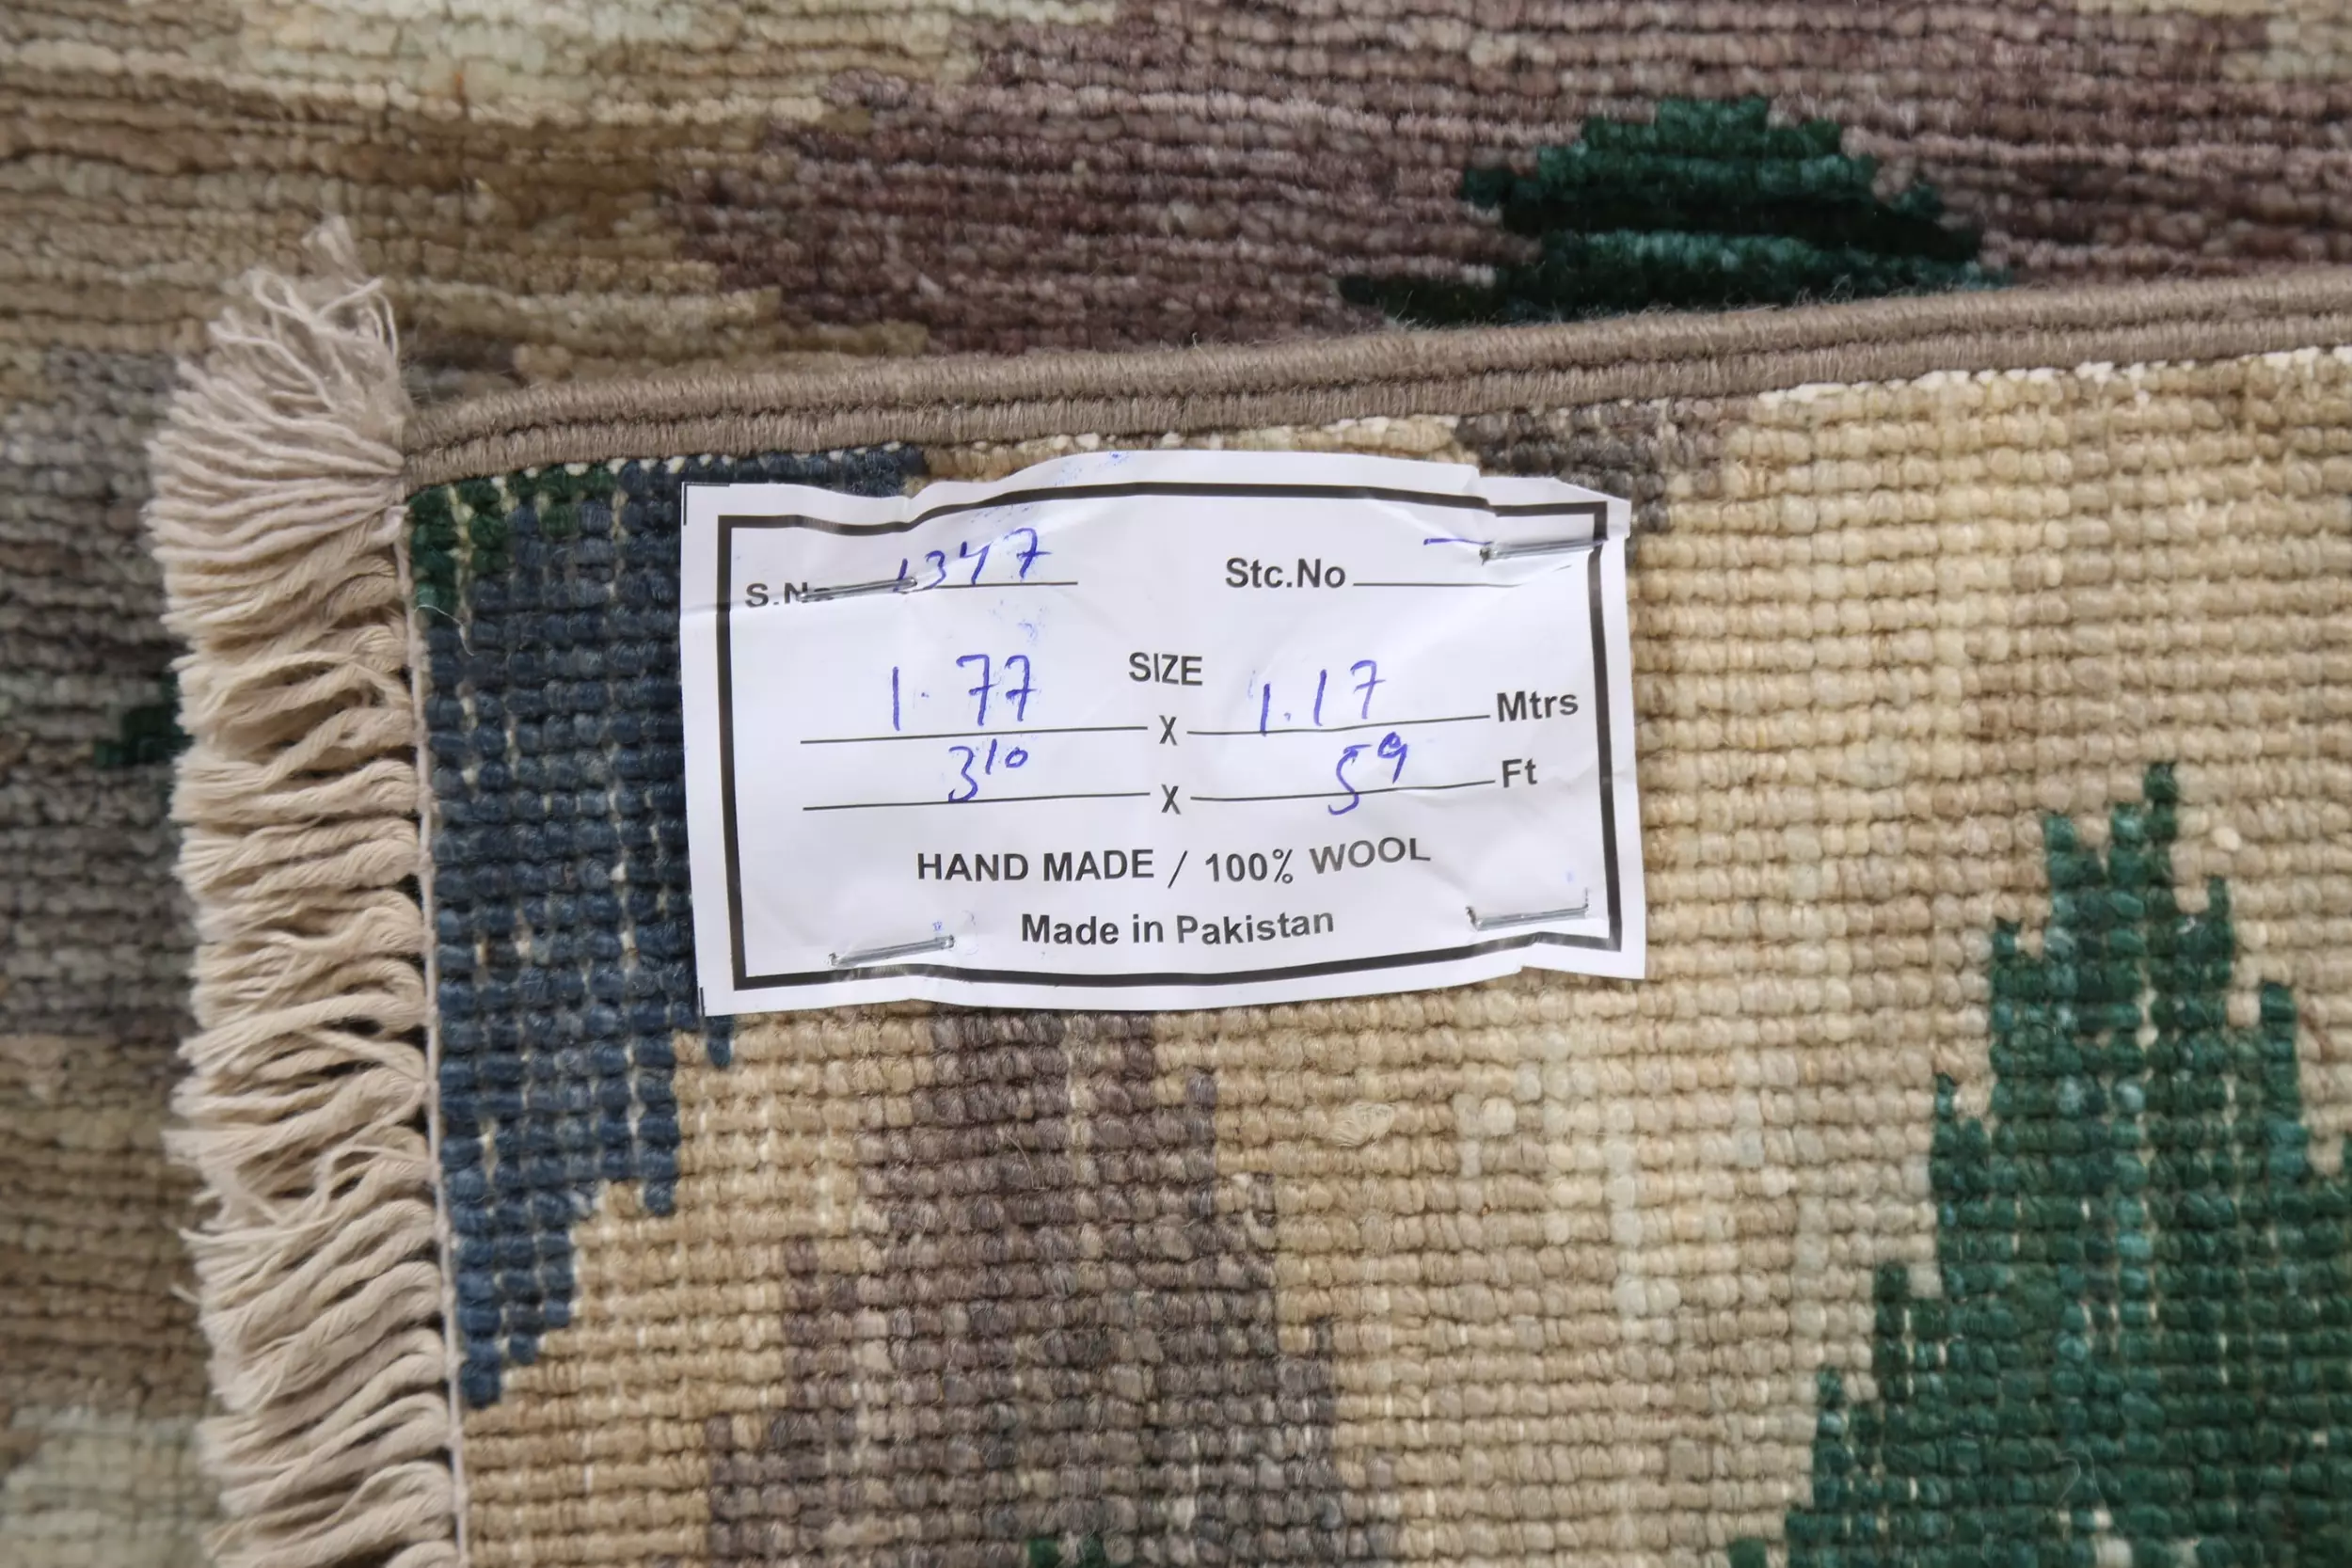 S.No 1347 Stc.No
SIZE
1.77 X 1.17 Mtrs
3'10 X 5 9 Ft
HAND MADE / 100% WOOL
Made in Pakistan